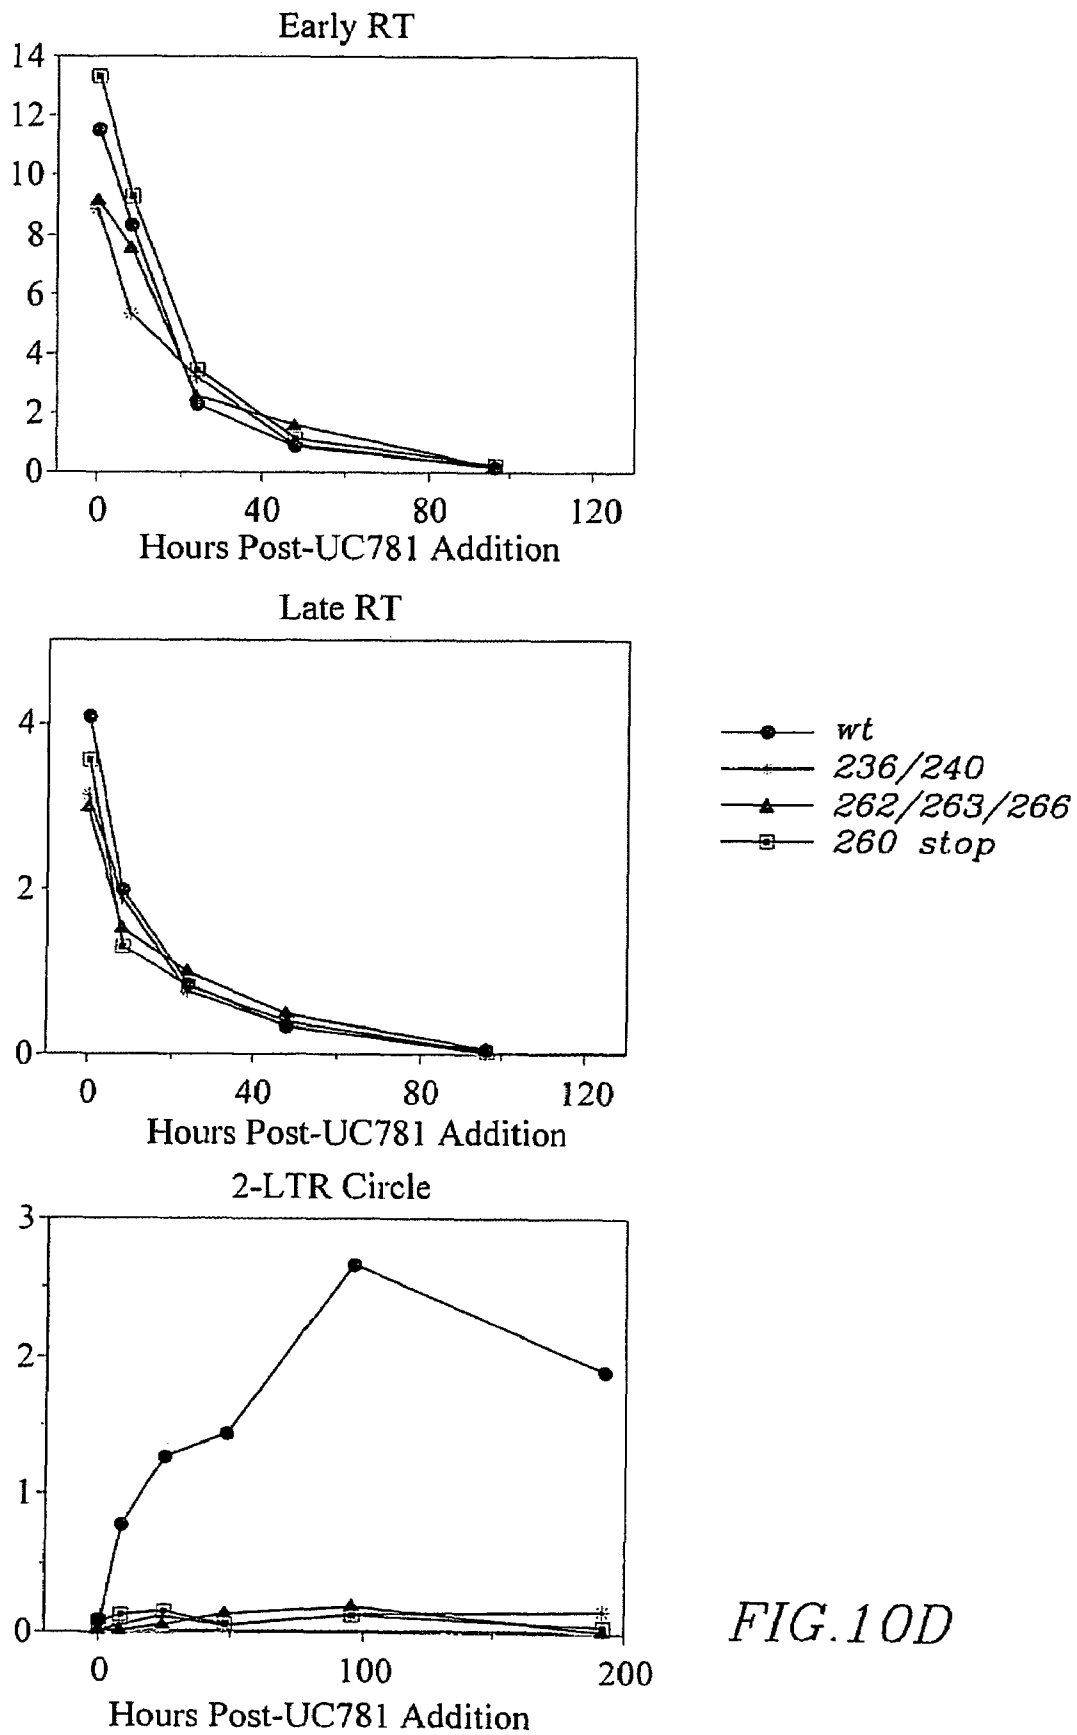 Early RT
14
12
10
8
6
4
2
0
0 40 80 120
Hours Post-UC781 Addition
Late RT
4
2
0
0 40 80 120
Hours Post-UC781 Addition
wt
236/240
262/263/266
260 stop
2-LTR Circle
3
2
1
0
0 100 200
Hours Post-UC781 Addition
FIG.10D